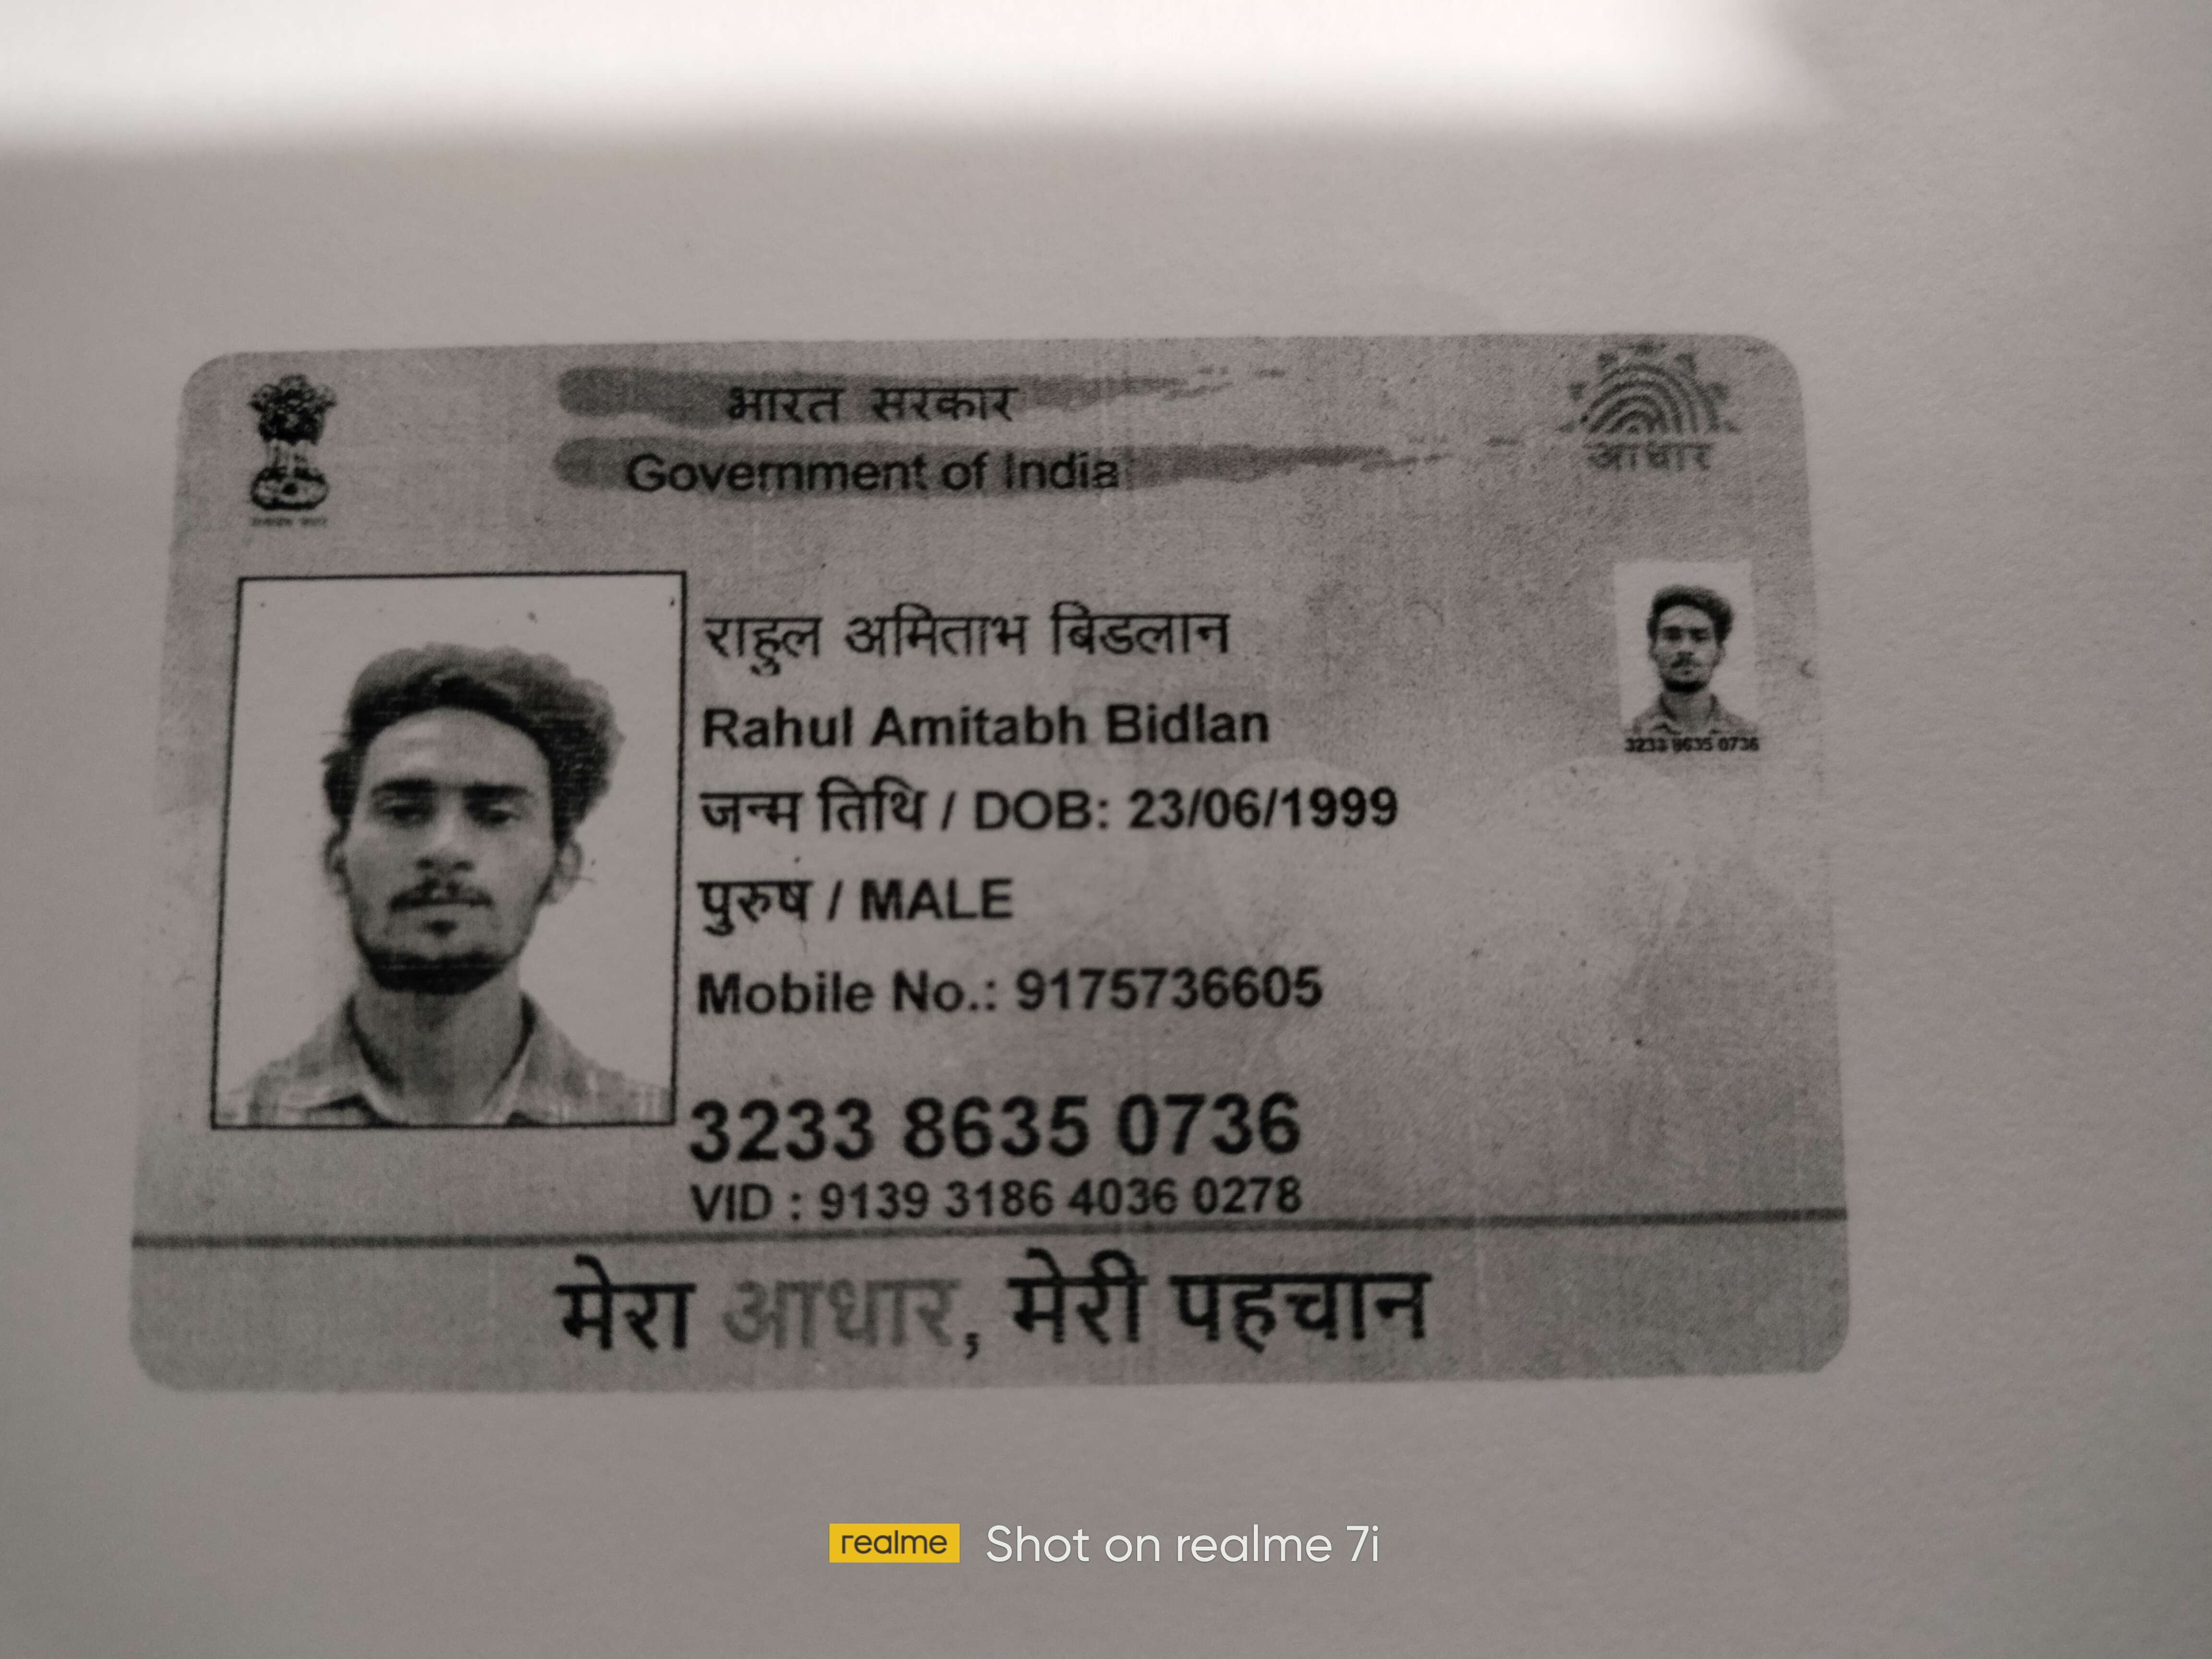 भारत सरकार
Government of India
आधार
राहुल अमिताभ बिडलान
Rahul Amitabh Bidlan
जन्म तिथि / DOB: 23/06/1999
पुरुष / MALE
Mobile No.: 9175736605
3233 8635 0736
3233 8635 0736
VID : 9139 3186 4036 0278
मेरा आधार, मेरी पहचान
realme Shot on realme 7i